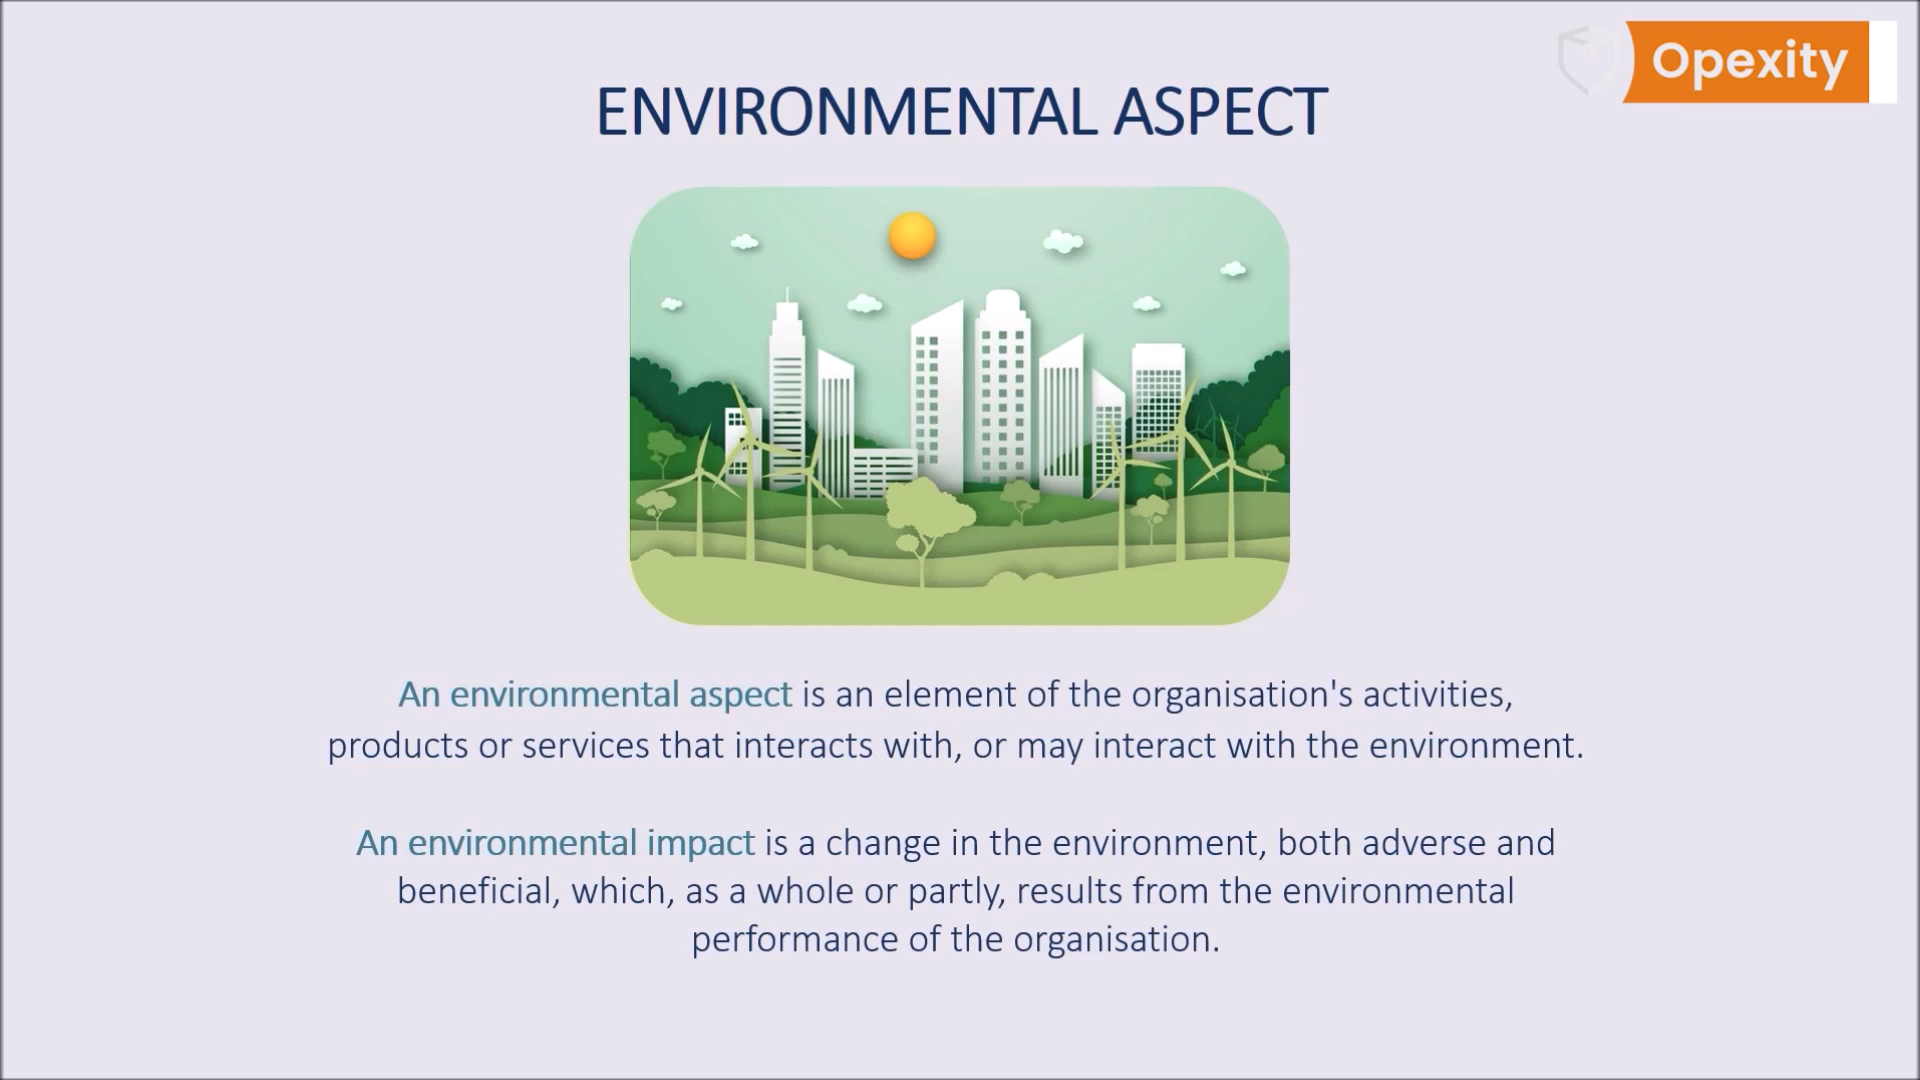 Opexity
ENVIRONMENTAL ASPECT
An environmental aspect is an element of the organisation's activities,
products or services that interacts with, or may interact with the environment.
An environmental impact is a change in the environment, both adverse and
beneficial, which, as a whole or partly, results from the environmental
performance of the organisation.